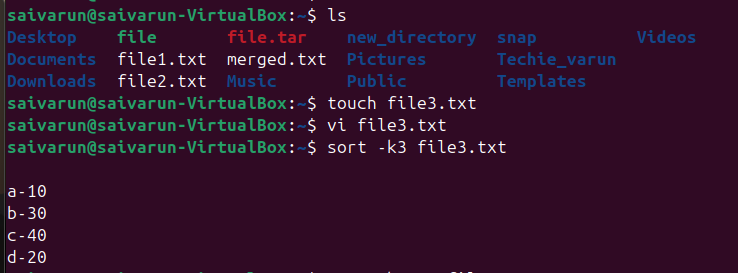 saivarun@saivarun-VirtualBox:~$ ls
Desktop file file.tar new_directory snap Videos
Documents file1.txt merged.txt Pictures Techie_varun
Downloads file2.txt Music Public Templates
saivarun@saivarun-VirtualBox:~$ touch file3.txt
saivarun@saivarun-VirtualBox:~$ vi file3.txt
saivarun@saivarun-VirtualBox:~$ sort -k3 file3.txt
a-10
b-30
c-40
d-20